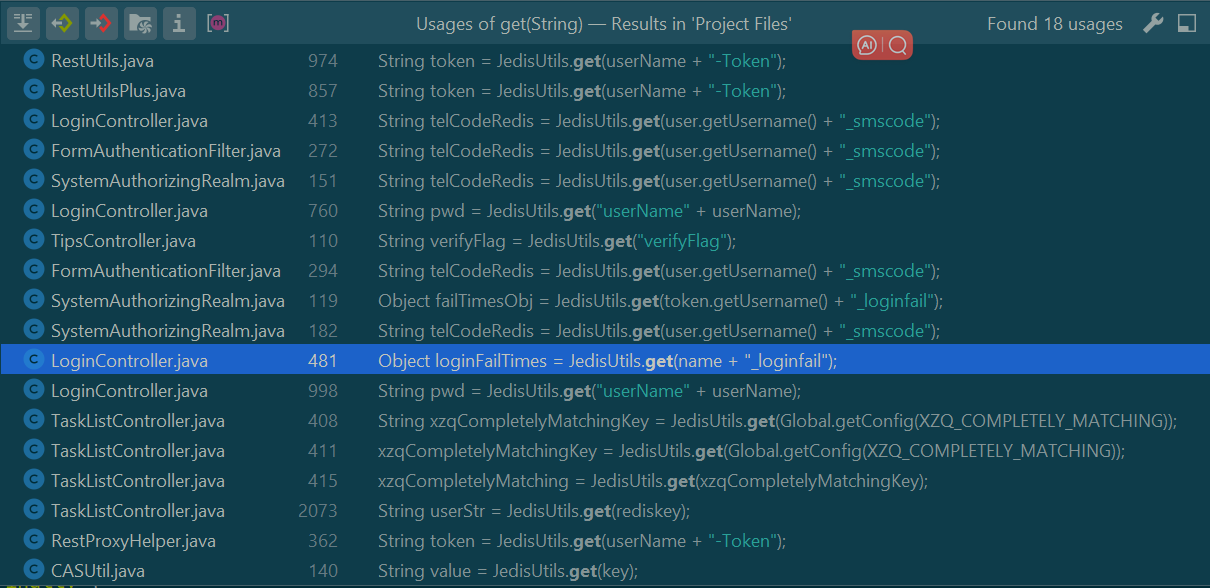 Usages of get(String) — Results in 'Project Files' Found 18 usages
RestUtils.java 974 String token = JedisUtils.get(userName + "-Token");
RestUtilsPlus.java 857 String token = JedisUtils.get(userName + "-Token");
LoginController.java 413 String telCodeRedis = JedisUtils.get(user.getUsername() + "_smscode");
FormAuthenticationFilter.java 272 String telCodeRedis = JedisUtils.get(user.getUsername() + "_smscode");
SystemAuthorizingRealm.java 151 String telCodeRedis = JedisUtils.get(user.getUsername() + "_smscode");
LoginController.java 760 String pwd = JedisUtils.get("userName" + userName);
TipsController.java 110 String verifyFlag = JedisUtils.get("verifyFlag");
FormAuthenticationFilter.java 294 String telCodeRedis = JedisUtils.get(user.getUsername() + "_smscode");
SystemAuthorizingRealm.java 119 Object failTimesObj = JedisUtils.get(token.getUsername() + "_loginfail");
SystemAuthorizingRealm.java 182 String telCodeRedis = JedisUtils.get(user.getUsername() + "_smscode");
LoginController.java 481 Object loginFailTimes = JedisUtils.get(name + "_loginfail");
LoginController.java 998 String pwd = JedisUtils.get("userName" + userName);
TaskListController.java 408 String xzqCompletelyMatchingKey = JedisUtils.get(Global.getConfig(XZQ_COMPLETELY_MATCHING));
TaskListController.java 411 xzqCompletelyMatchingKey = JedisUtils.get(Global.getConfig(XZQ_COMPLETELY_MATCHING));
TaskListController.java 415 xzqCompletelyMatching = JedisUtils.get(xzqCompletelyMatchingKey);
TaskListController.java 2073 String userStr = JedisUtils.get(rediskey);
RestProxyHelper.java 362 String token = JedisUtils.get(userName + "-Token");
CASUtil.java 140 String value = JedisUtils.get(key);